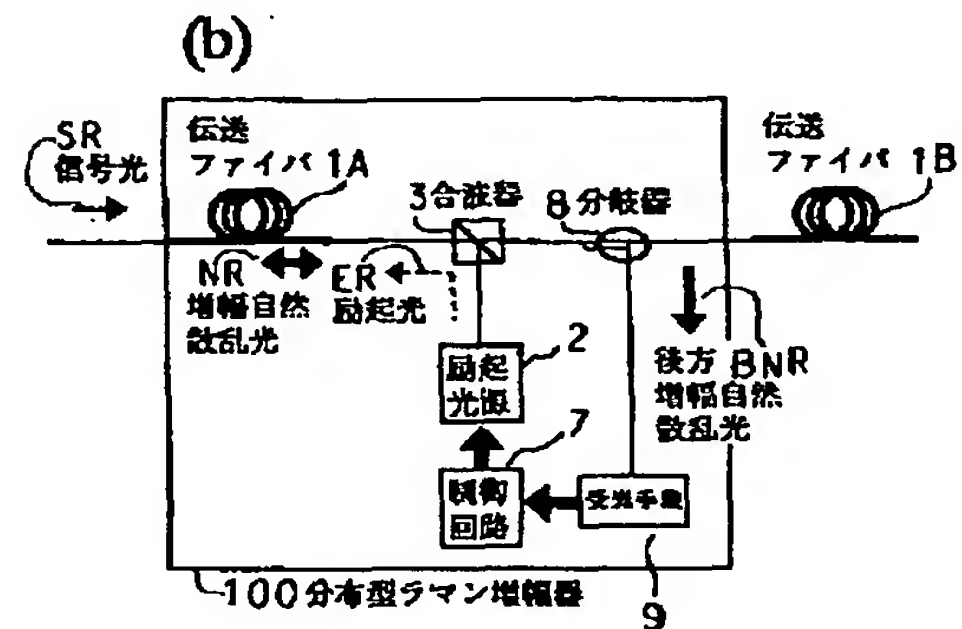 (b)
SR
信号光
伝送
ファイバ 1A
3合波器
8分岐器
伝送
ファイバ 1B
NR
増幅自然
散乱光
ER
励起光
励起
光源
2
後方 BNR
増幅自然
散乱光
7
制御
回路
受光手段
9
100分布型ラマン増幅器